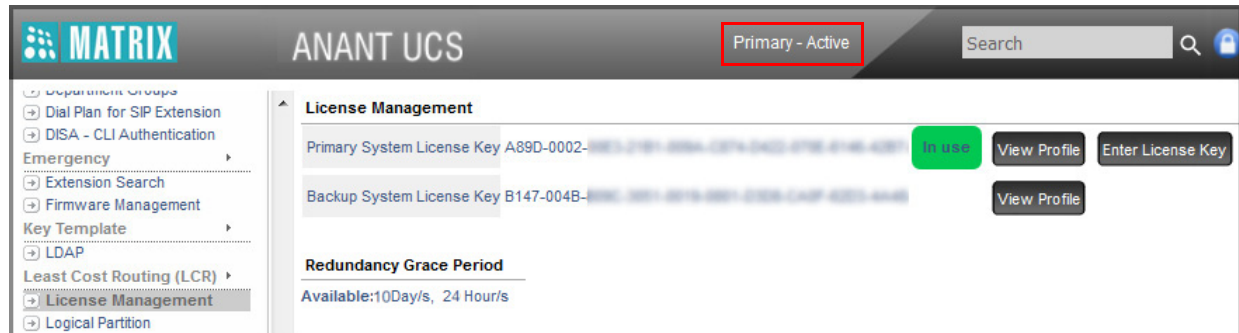 MATRIX
ANANT UCS
Primary - Active
Search
Department Groups
Dial Plan for SIP Extension
DISA - CLI Authentication
Emergency
Extension Search
Firmware Management
Key Template
LDAP
Least Cost Routing (LCR)
License Management
Logical Partition
License Management
Primary System License Key A89D-0002- In use View Profile Enter License Key
Backup System License Key B147-004B- View Profile
Redundancy Grace Period
Available:10Day/s, 24 Hour/s